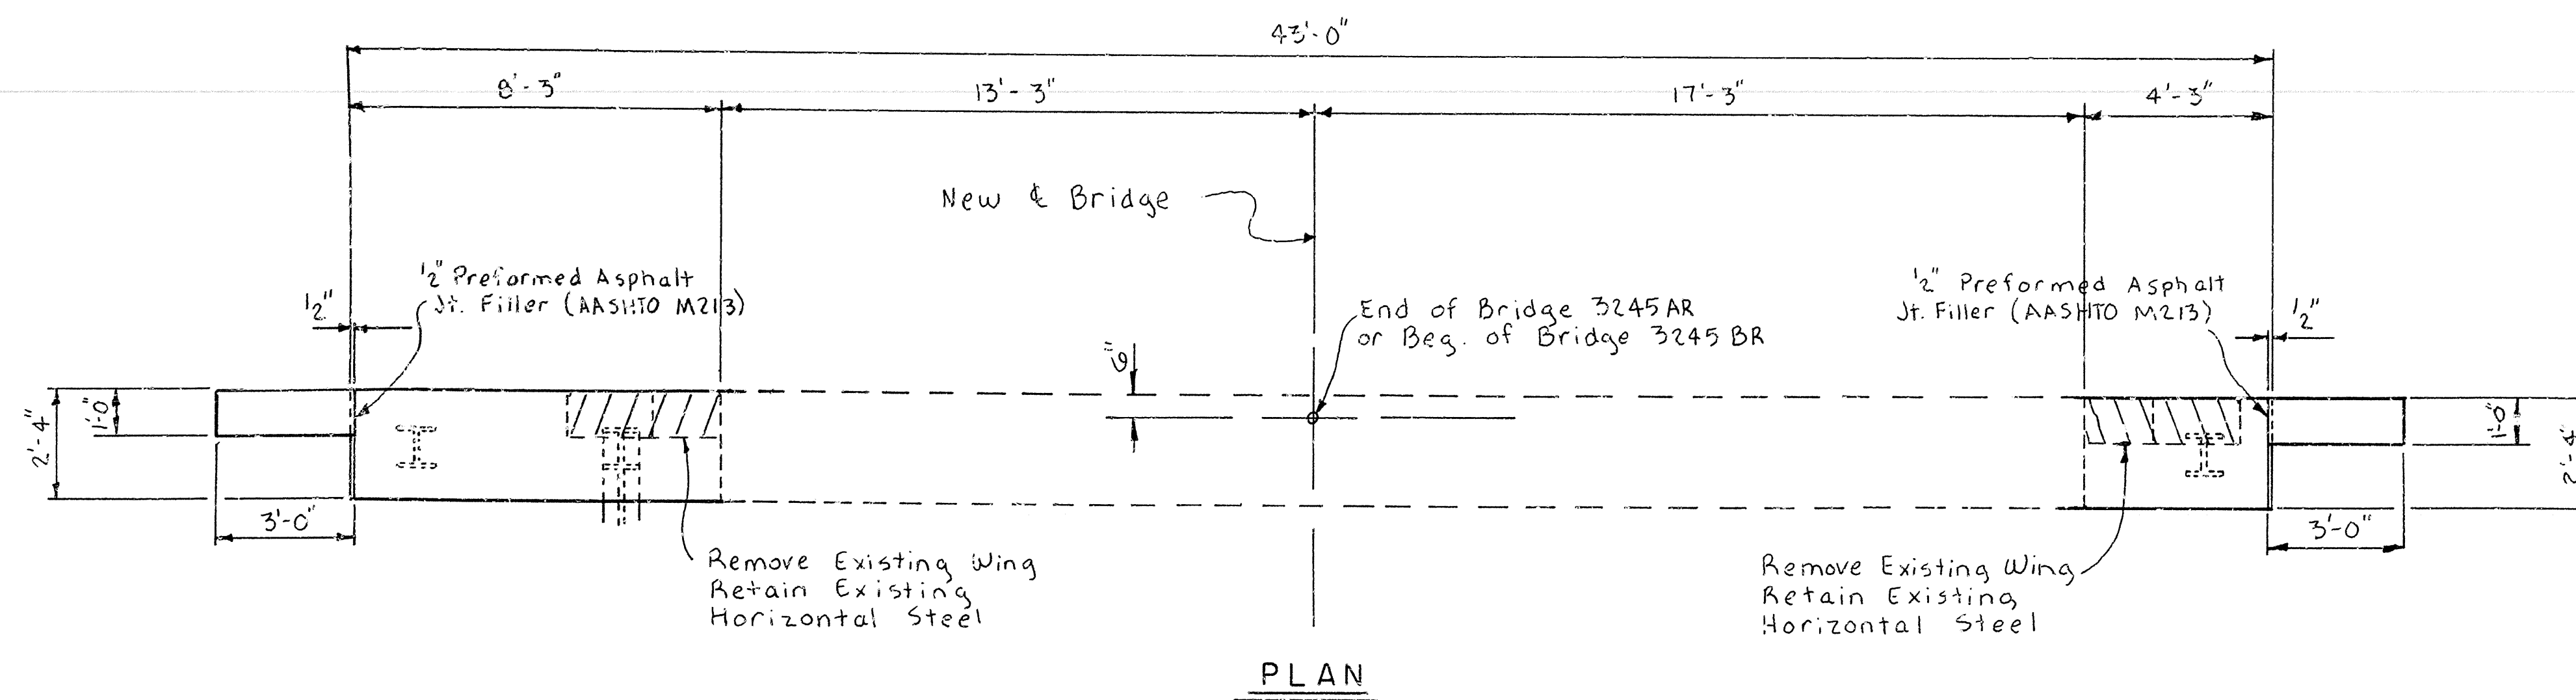 43'-0"
8'-3"
13'-3"
17'-3"
4'-3"
New ℄ Bridge
1/2" Preformed Asphalt
Jt. Filler (AASHTO M213)
1/2"
1/2" Preformed Asphalt
Jt. Filler (AASHTO M213)
1/2"
End of Bridge 3245AR
or Beg. of Bridge 3245BR
6"
2'-4"
1'-0"
1'-0"
3'-0"
3'-0"
Remove Existing Wing
Retain Existing
Horizontal Steel
Remove Existing Wing
Retain Existing
Horizontal Steel
PLAN